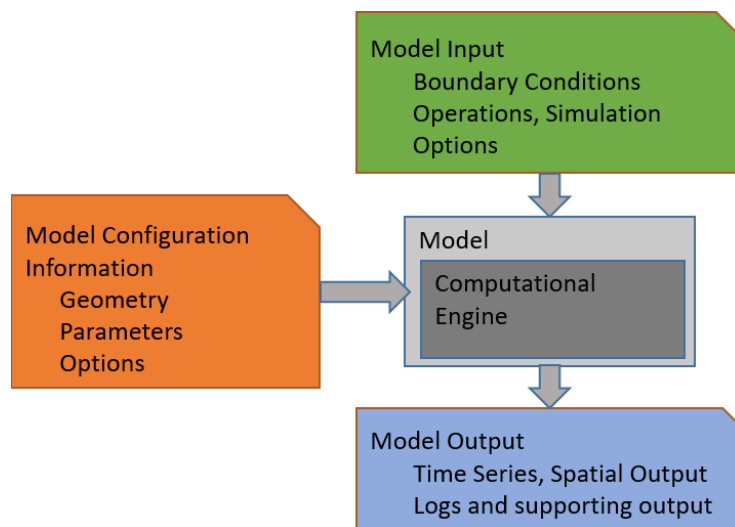 Model Input
Boundary Conditions
Operations, Simulation
Options
Model Configuration
Information
Geometry
Parameters
Options
Model
Computational
Engine
Model Output
Time Series, Spatial Output
Logs and supporting output